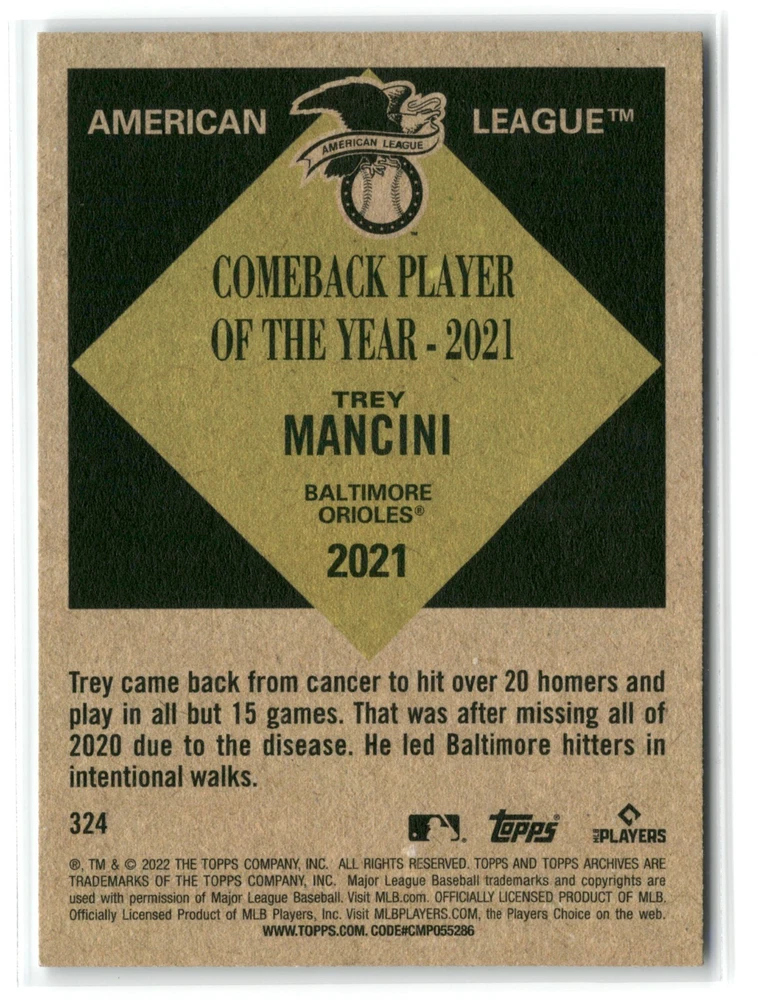 AMERICAN LEAGUE™
AMERICAN LEAGUE
™
COMEBACK PLAYER
OF THE YEAR - 2021
TREY
MANCINI
BALTIMORE
ORIOLES®
2021
Trey came back from cancer to hit over 20 homers and
play in all but 15 games. That was after missing all of
2020 due to the disease. He led Baltimore hitters in
intentional walks.
324
Topps®
PLAYERS
®, TM & © 2022 THE TOPPS COMPANY, INC. ALL RIGHTS RESERVED. TOPPS AND TOPPS ARCHIVES ARE
TRADEMARKS OF THE TOPPS COMPANY, INC. Major League Baseball trademarks and copyrights are
used with permission of Major League Baseball. Visit MLB.com. OFFICIALLY LICENSED PRODUCT OF MLB.
Officially Licensed Product of MLB Players, Inc. Visit MLBPLAYERS.COM, the Players Choice on the web.
WWW.TOPPS.COM. CODE#CMP055286